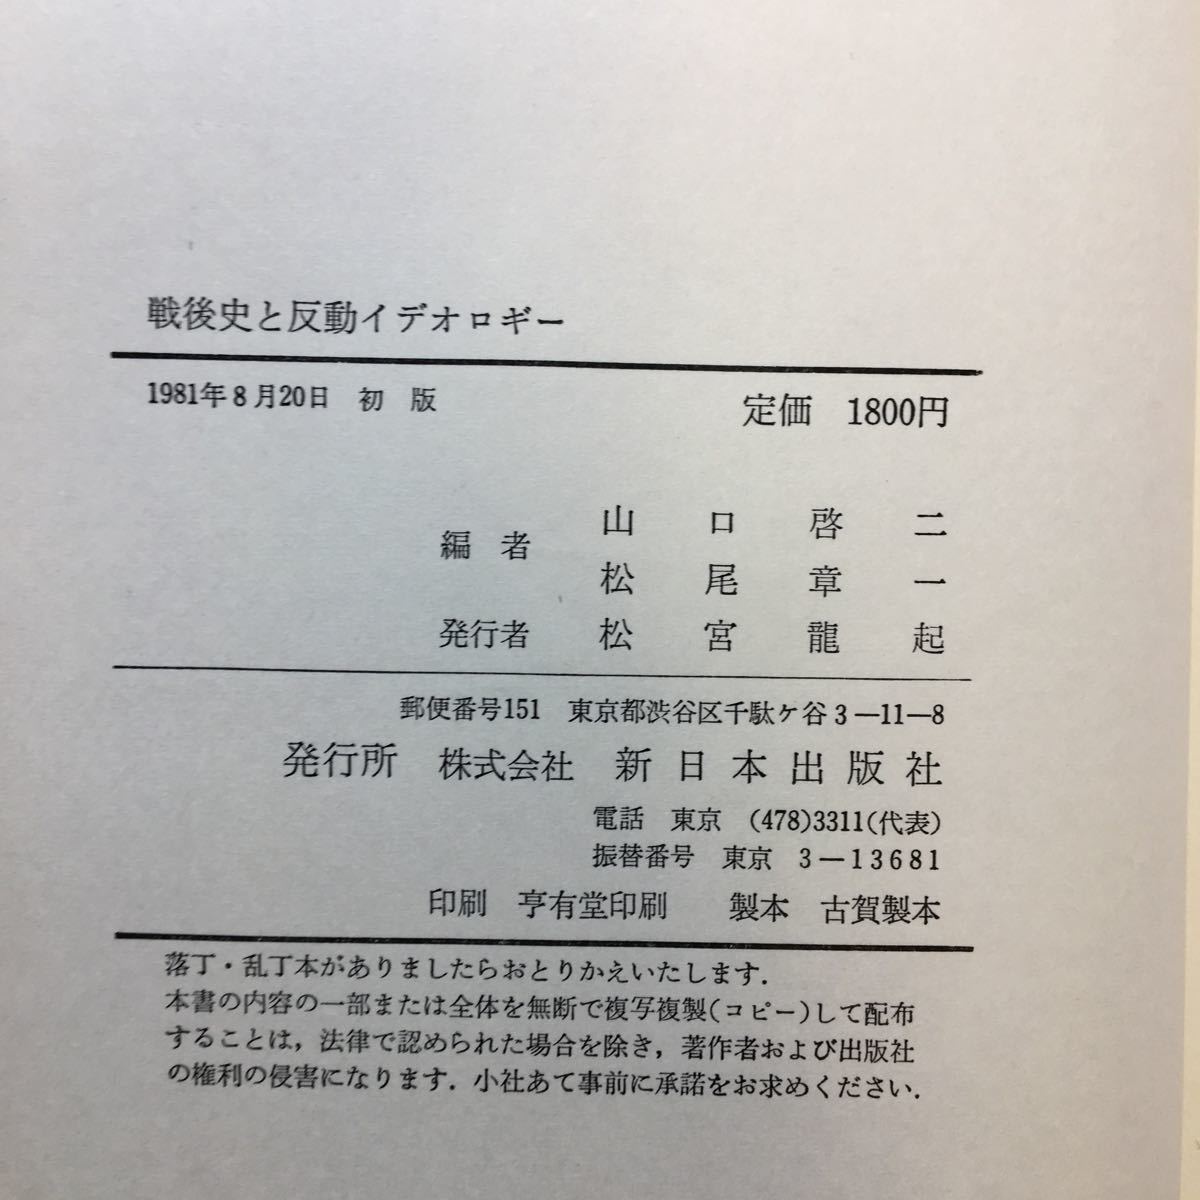 戦後史と反動イデオロギー
1981年8月20日　初　版　　定価　1800円
山口啓二
編　者
松尾章一
発行者　松宮龍起
郵便番号151　東京都渋谷区千駄ケ谷3―11―8
発行所　株式会社　新日本出版社
電話　東京　(478)3311(代表)
振替番号　東京　3―13681
印刷　亨有堂印刷　　製本　古賀製本
落丁・乱丁本がありましたらおとりかえいたします．
本書の内容の一部または全体を無断で複写複製(コピー)して配布
することは，法律で認められた場合を除き，著作者および出版社
の権利の侵害になります．小社あて事前に承諾をお求めください．